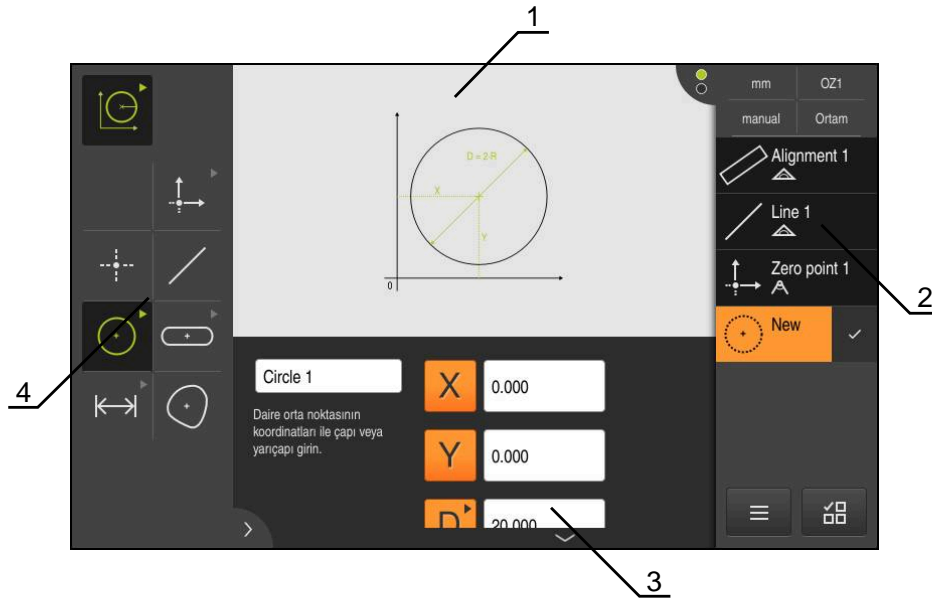 1
mm OZ1
manual Ortam
D=2·R
X
Y
0
Alignment 1
Line 1
Zero point 1
New
2
4
Circle 1
Daire orta noktasının
koordinatları ile çapı veya
yarıçapı girin.
X 0.000
Y 0.000
D 20.000
3